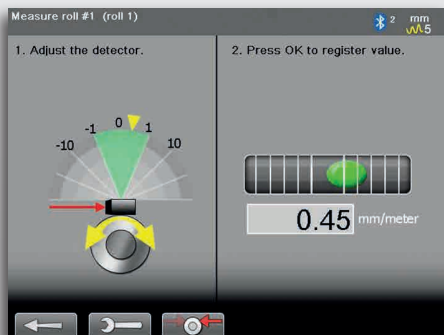 Measure roll #1 (roll 1)
2 mm
5
1. Adjust the detector.
2. Press OK to register value.
-10 -1 0 1 10
0.45 mm/meter